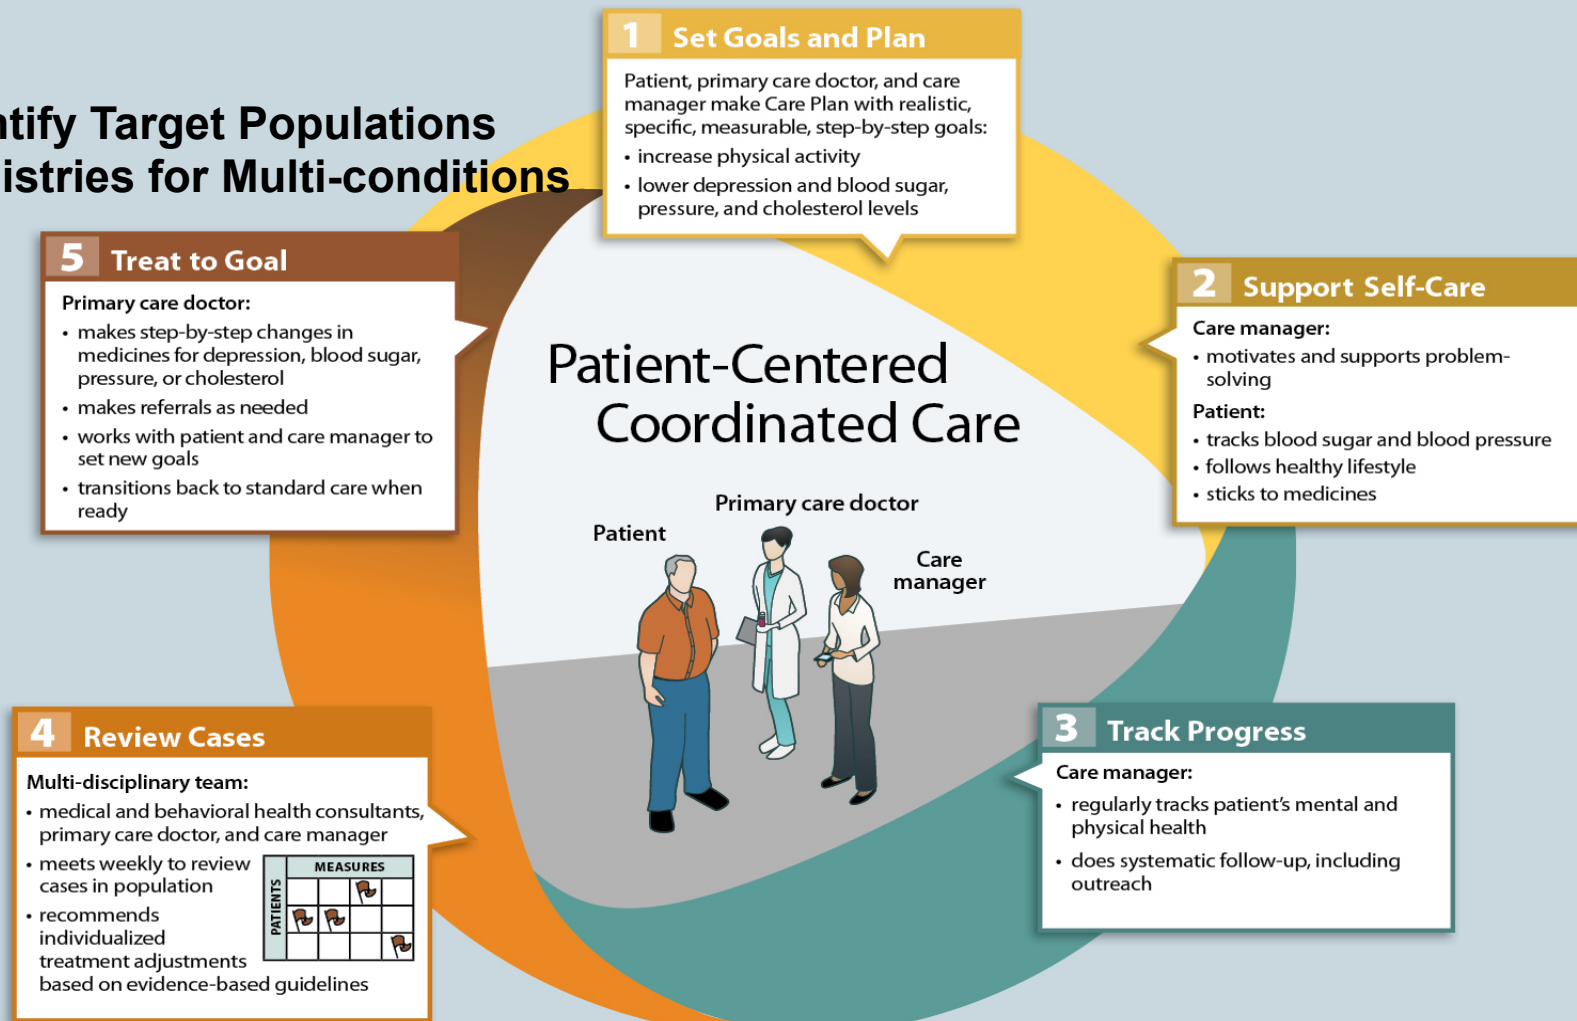 ntify Target Populations
istries for Multi-conditions
1 Set Goals and Plan
Patient, primary care doctor, and care
manager make Care Plan with realistic,
specific, measurable, step-by-step goals:
• increase physical activity
• lower depression and blood sugar,
pressure, and cholesterol levels
2 Support Self-Care
Care manager:
• motivates and supports problem-
solving
Patient:
• tracks blood sugar and blood pressure
• follows healthy lifestyle
• sticks to medicines
5 Treat to Goal
Primary care doctor:
• makes step-by-step changes in
medicines for depression, blood sugar,
pressure, or cholesterol
• makes referrals as needed
• works with patient and care manager to
set new goals
• transitions back to standard care when
ready
Patient-Centered
Coordinated Care
Primary care doctor
Patient
Care
manager
3 Track Progress
Care manager:
• regularly tracks patient’s mental and
physical health
• does systematic follow-up, including
outreach
4 Review Cases
Multi-disciplinary team:
• medical and behavioral health consultants,
primary care doctor, and care manager
• meets weekly to review
cases in population
• recommends
individualized
treatment adjustments
based on evidence-based guidelines
MEASURES
PATIENTS